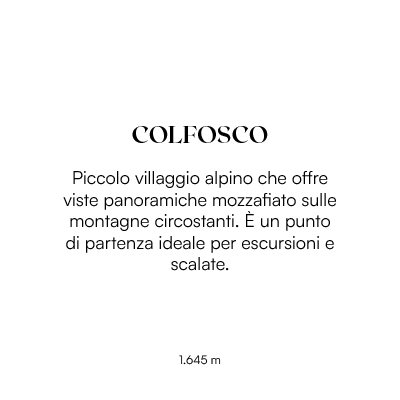 COLFOSCO
Piccolo villaggio alpino che offre
viste panoramiche mozzafiato sulle
montagne circostanti. È un punto
di partenza ideale per escursioni e
scalate.
1.645 m